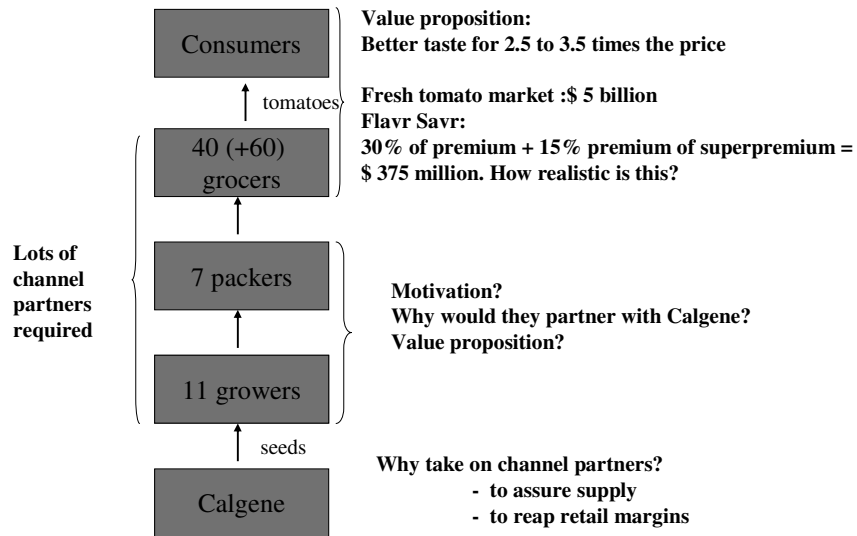 Consumers
Value proposition:
Better taste for 2.5 to 3.5 times the price
tomatoes
Fresh tomato market :$ 5 billion
Flavr Savr:
30% of premium + 15% premium of superpremium =
$ 375 million. How realistic is this?
40 (+60)
grocers
Lots of
channel
partners
required
7 packers
Motivation?
Why would they partner with Calgene?
Value proposition?
11 growers
seeds
Calgene
Why take on channel partners?
- to assure supply
- to reap retail margins